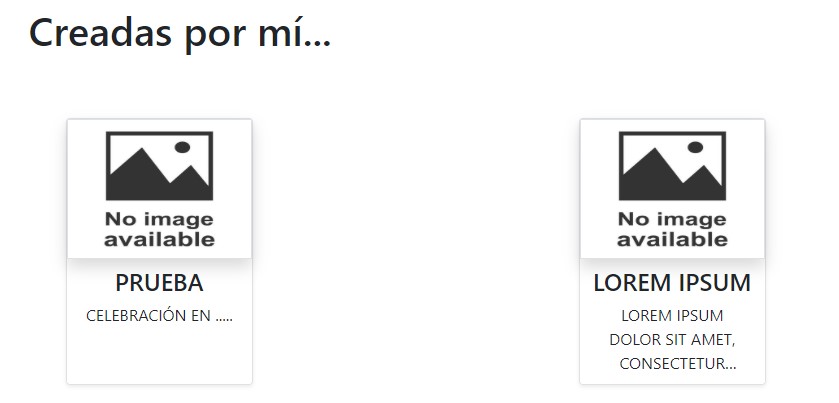 Creadas por mí...
No image
available
PRUEBA
CELEBRACIÓN EN .....
No image
available
LOREM IPSUM
LOREM IPSUM
DOLOR SIT AMET,
CONSECTETUR...